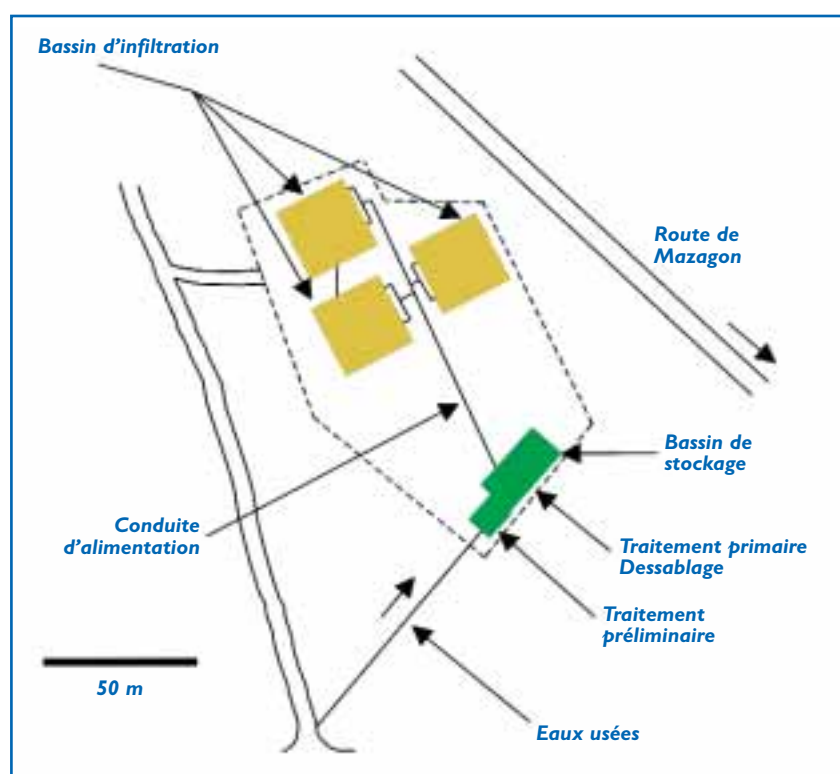 Bassin d'infiltration
Route de
Mazagon
Bassin de
stockage
Conduite
d'alimentation
Traitement primaire
Dessablage
Traitement
préliminaire
50 m
Eaux usées